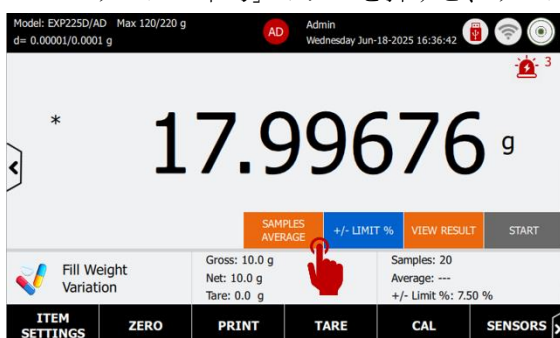 Model: EXP225D/AD Max 120/220 g
d= 0.00001/0.0001 g
AD
Admin
Wednesday Jun-18-2025 16:36:42
3
*
17.99676 g
SAMPLES
AVERAGE
+/- LIMIT %
VIEW RESULT
START
Fill Weight
Variation
Gross: 10.0 g
Net: 10.0 g
Tare: 0.0 g
Samples: 20
Average: ---
+/- Limit %: 7.50 %
ITEM
SETTINGS
ZERO
PRINT
TARE
CAL
SENSORS